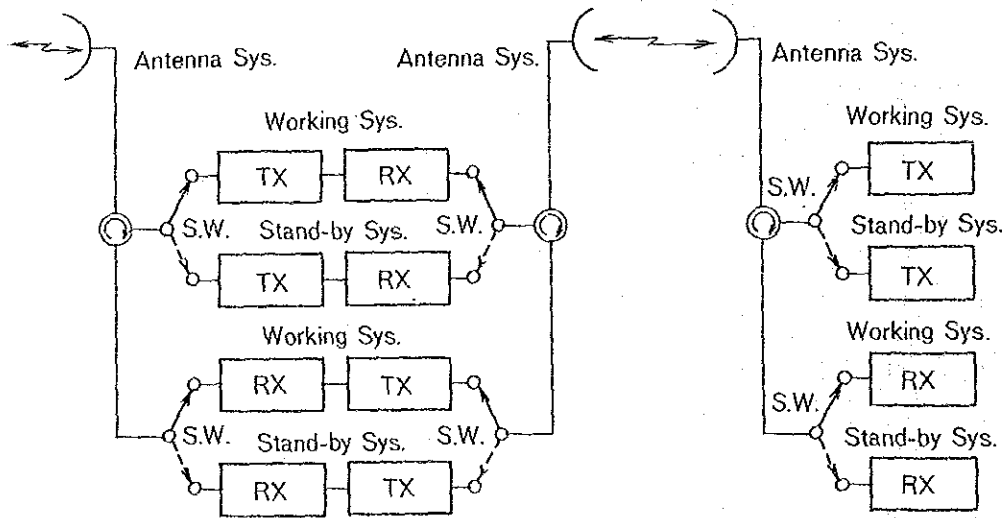 Antenna Sys.
Antenna Sys.
Antenna Sys.
Working Sys.
TX
RX
S.W.
S.W.
Stand-by Sys.
TX
RX
Working Sys.
RX
TX
S.W.
S.W.
Stand-by Sys.
RX
TX
Working Sys.
TX
S.W.
Stand-by Sys.
TX
Working Sys.
RX
S.W.
Stand-by Sys.
RX